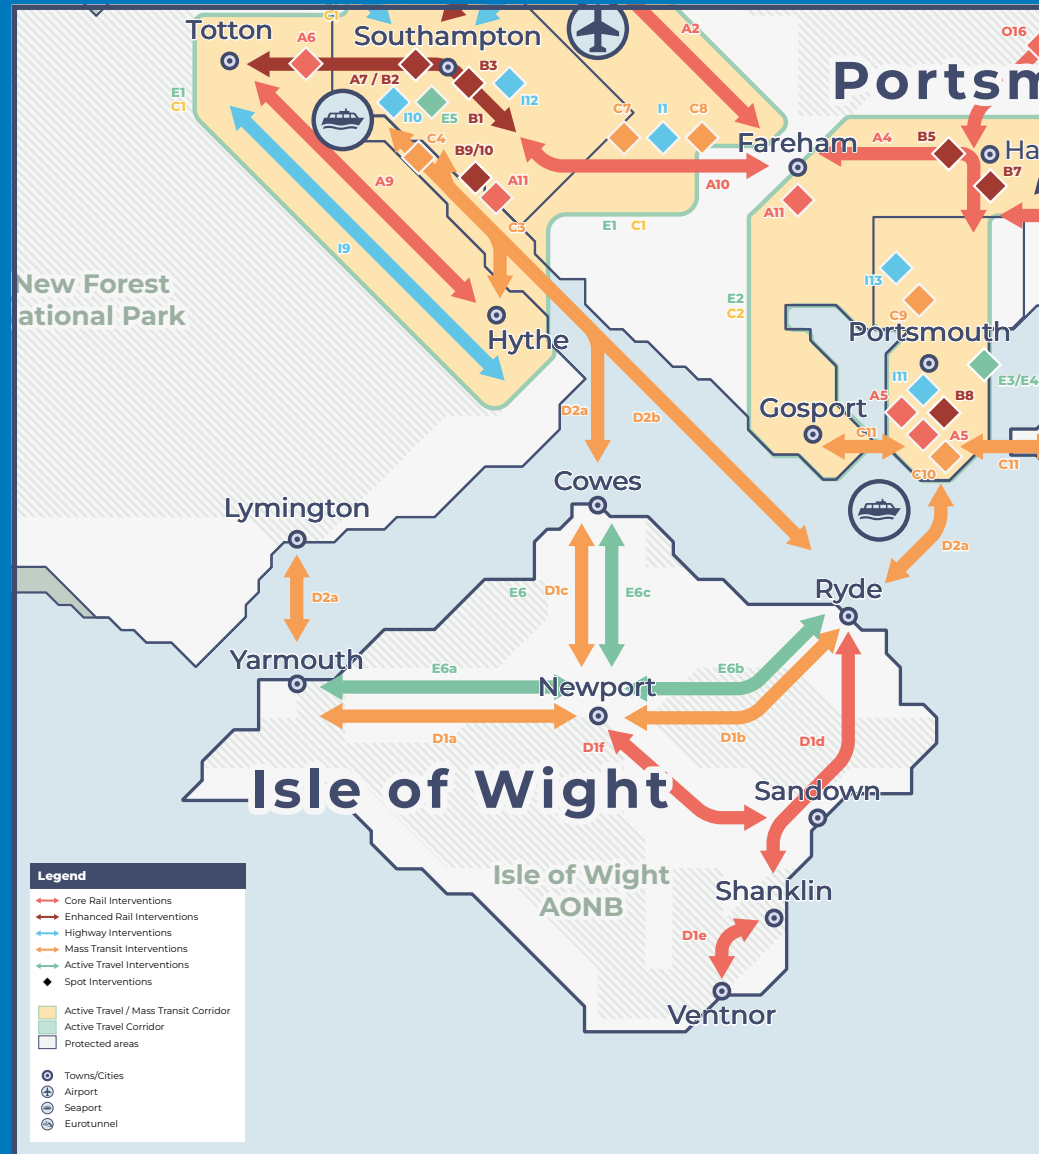 C1
Totton
A6
Southampton
A2
O16
Portsm
A7 / B2
B3
I12
E1
C1
I10
E5
B1
C7
I1
C8
C4
B9/10
Fareham
A4
B5
Ha
B7
A9
A11
A10
A11
C3
E1
C1
I9
New Forest
ational Park
I13
E2
C2
C9
Hythe
Portsmouth
E3/E4
I11
A5
B8
Gosport
D2a
D2b
C11
A5
C10
C11
Cowes
Lymington
D2a
D2a
E6
D1c
E6c
Ryde
Yarmouth
E6a
E6b
Newport
D1a
D1b
D1f
D1d
Isle of Wight
Sandown
Isle of Wight
AONB
Shanklin
D1e
Ventnor
Legend
Core Rail Interventions
Enhanced Rail Interventions
Highway Interventions
Mass Transit Interventions
Active Travel Interventions
Spot Interventions
Active Travel / Mass Transit Corridor
Active Travel Corridor
Protected areas
Towns/Cities
Airport
Seaport
Eurotunnel